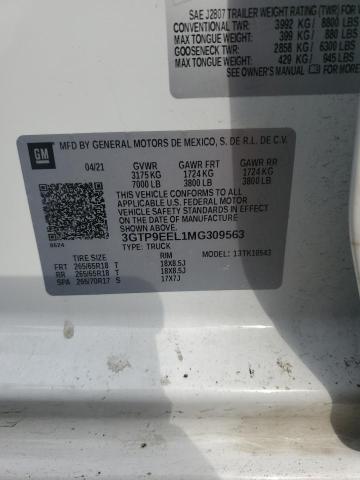 SAE J2807 TRAILER WEIGHT RATING (TWR) FOR
CONVENTIONAL TWR: 3992 KG / 8800 LBS
MAX TONGUE WEIGHT: 399 KG / 880 LBS
GOOSENECK TWR: 2858 KG / 6300 LBS
MAX TONGUE WEIGHT: 429 KG / 945 LBS
SEE OWNER'S MANUAL
GM
MFD BY GENERAL MOTORS DE MEXICO, S. DE R.L. DE C.V.
04/21 GVWR GAWR FRT GAWR RR
3175 KG 1724 KG 1724 KG
7000 LB 3800 LB 3800 LB
THIS VEHICLE CONFORMS TO ALL APPLICABLE
U.S. FEDERAL MOTOR VEHICLE SAFETY
STANDARDS IN EFFECT ON THE DATE OF
MANUFACTURE SHOWN ABOVE.
3GTP9EEL1MG309563
TYPE: TRUCK MODEL: 13TK10543
8624
TIRE SIZE RIM
FRT 265/65R18 T 18X8.5J
RR 265/65R18 T 18X8.5J
SPA 265/70R17 S 17X7J